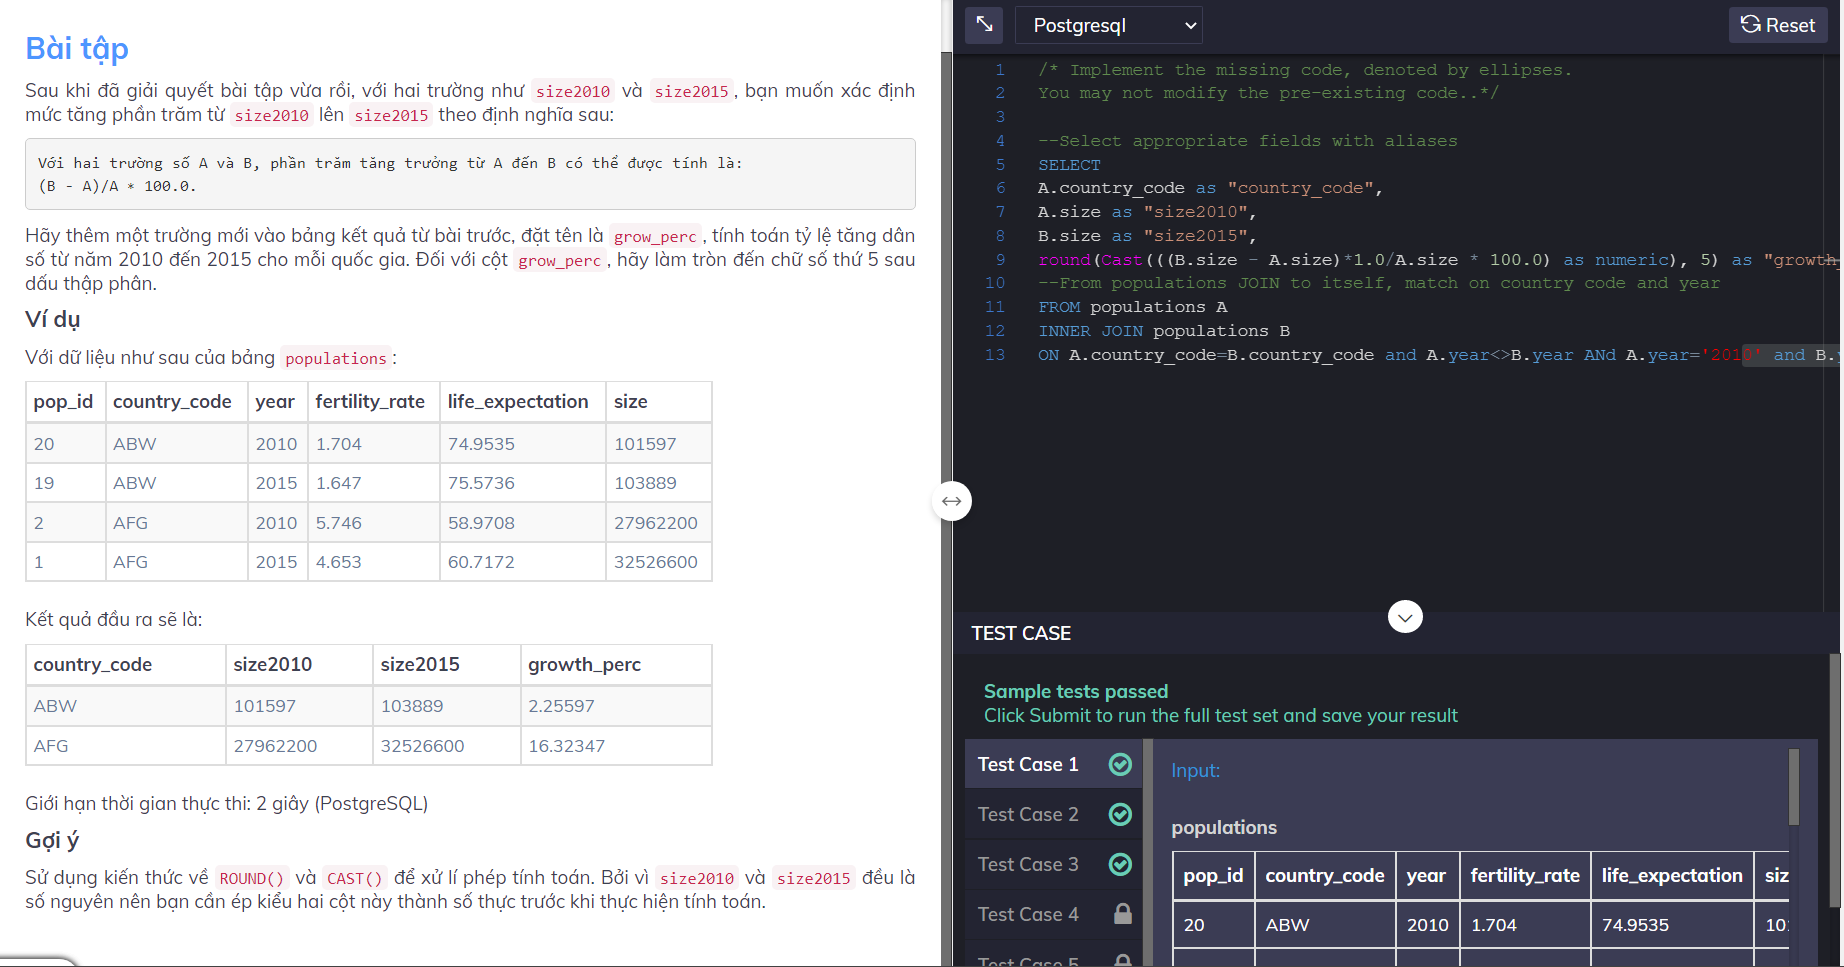 Bài tập
Sau khi đã giải quyết bài tập vừa rồi, với hai trường như size2010 và size2015, bạn muốn xác định
mức tăng phần trăm từ size2010 lên size2015 theo định nghĩa sau:
Với hai trường số A và B, phần trăm tăng trưởng từ A đến B có thể được tính là:
(B - A)/A * 100.0.
Hãy thêm một trường mới vào bảng kết quả từ bài trước, đặt tên là grow_perc, tính toán tỷ lệ tăng dân
số từ năm 2010 đến 2015 cho mỗi quốc gia. Đối với cột grow_perc, hãy làm tròn đến chữ số thứ 5 sau
dấu thập phân.
Ví dụ
Với dữ liệu như sau của bảng populations:
pop_id country_code year fertility_rate life_expectation size
20 ABW 2010 1.704 74.9535 101597
19 ABW 2015 1.647 75.5736 103889
2 AFG 2010 5.746 58.9708 27962200
1 AFG 2015 4.653 60.7172 32526600
Kết quả đầu ra sẽ là:
country_code size2010 size2015 growth_perc
ABW 101597 103889 2.25597
AFG 27962200 32526600 16.32347
Giới hạn thời gian thực thi: 2 giây (PostgreSQL)
Gợi ý
Sử dụng kiến thức về ROUND() và CAST() để xử lí phép tính toán. Bởi vì size2010 và size2015 đều là
số nguyên nên bạn cần ép kiểu hai cột này thành số thực trước khi thực hiện tính toán.
Postgresql
Reset
1 /* Implement the missing code, denoted by ellipses.
2 You may not modify the pre-existing code..*/
3
4 --Select appropriate fields with aliases
5 SELECT
6 A.country_code as "country_code",
7 A.size as "size2010",
8 B.size as "size2015",
9 round(Cast(((B.size - A.size)*1.0/A.size * 100.0) as numeric), 5) as "growth_
10 --From populations JOIN to itself, match on country code and year
11 FROM populations A
12 INNER JOIN populations B
13 ON A.country_code=B.country_code and A.year<>B.year ANd A.year='2010' and B.y
TEST CASE
Sample tests passed
Click Submit to run the full test set and save your result
Test Case 1
Test Case 2
Test Case 3
Test Case 4
Test Case 5
Input:
populations
pop_id country_code year fertility_rate life_expectation siz
20 ABW 2010 1.704 74.9535 10